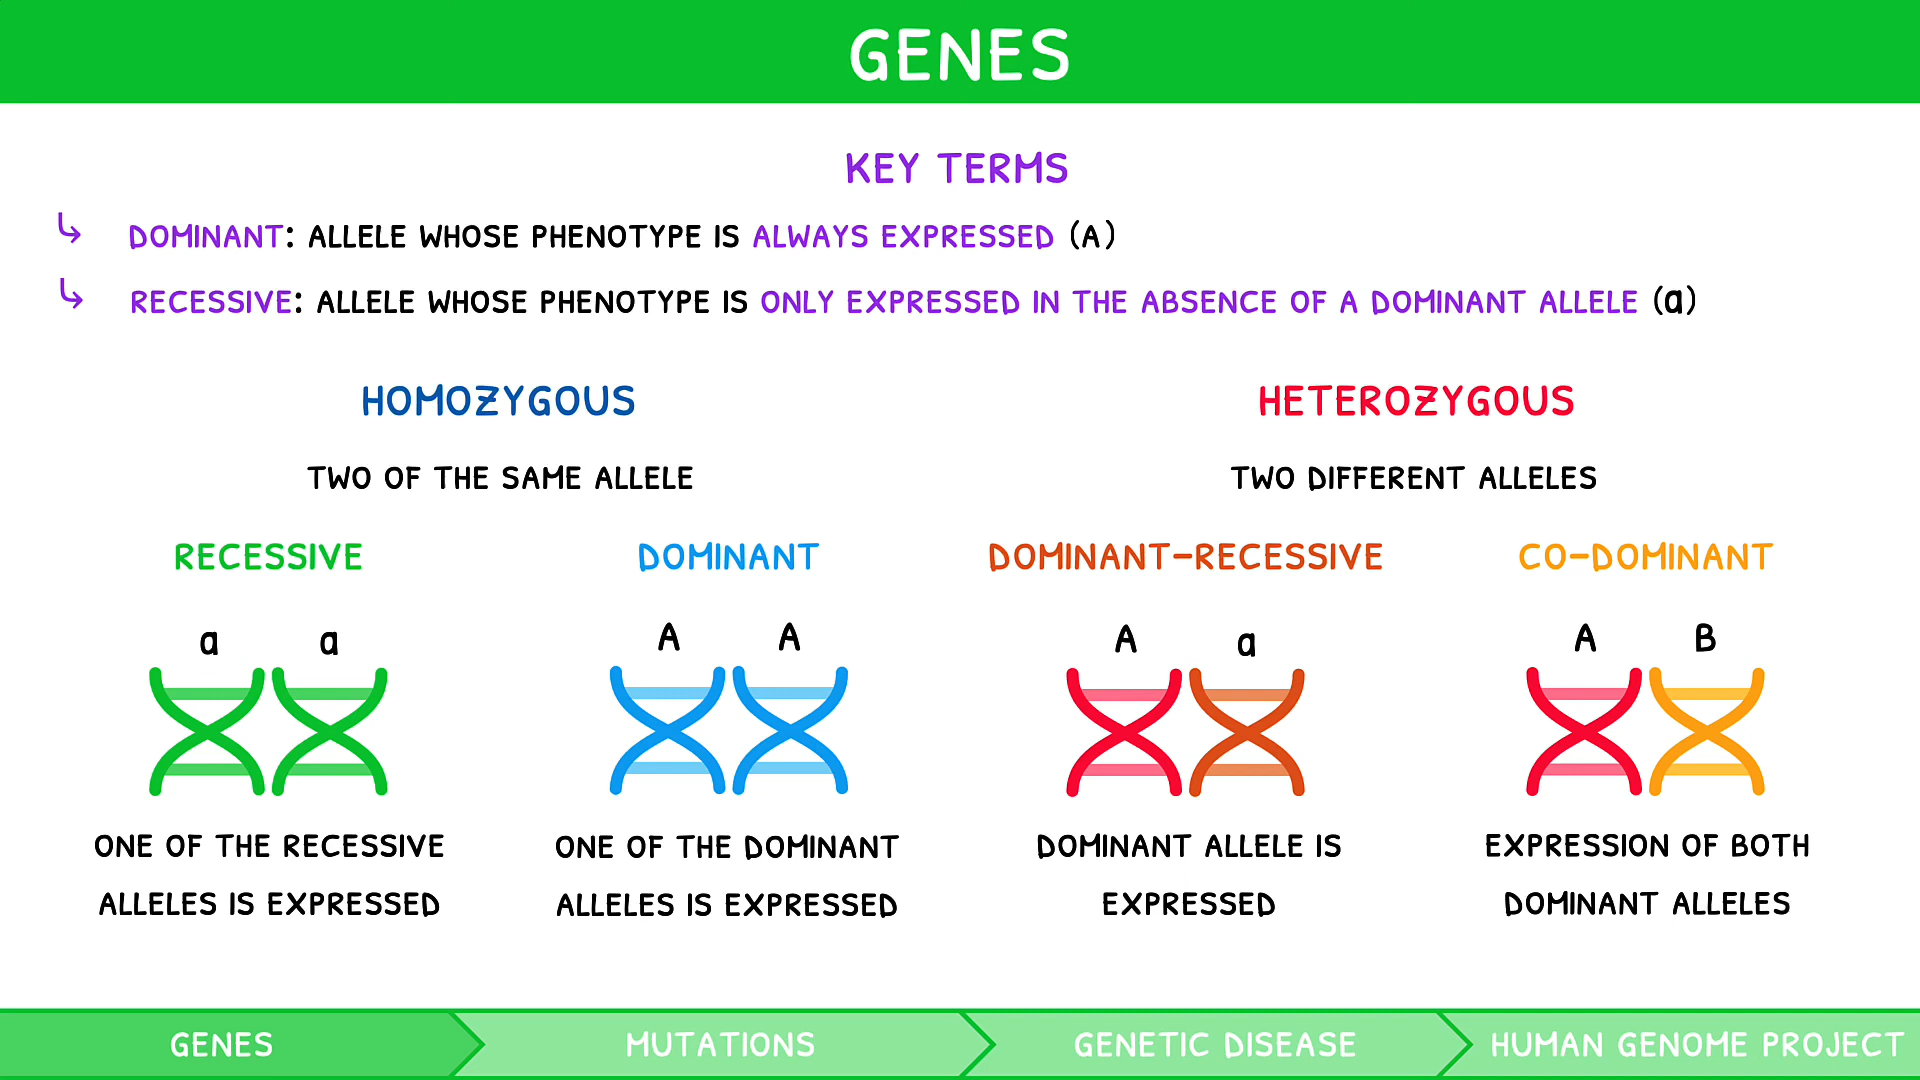 GENES
KEY TERMS
DOMINANT: ALLELE WHOSE PHENOTYPE IS ALWAYS EXPRESSED (A)
RECESSIVE: ALLELE WHOSE PHENOTYPE IS ONLY EXPRESSED IN THE ABSENCE OF A DOMINANT ALLELE (a)
HOMOZYGOUS
TWO OF THE SAME ALLELE
RECESSIVE
a a
ONE OF THE RECESSIVE
ALLELES IS EXPRESSED
DOMINANT
A A
ONE OF THE DOMINANT
ALLELES IS EXPRESSED
HETEROZYGOUS
TWO DIFFERENT ALLELES
DOMINANT-RECESSIVE
A a
DOMINANT ALLELE IS
EXPRESSED
CO-DOMINANT
A B
EXPRESSION OF BOTH
DOMINANT ALLELES
GENES
MUTATIONS
GENETIC DISEASE
HUMAN GENOME PROJECT